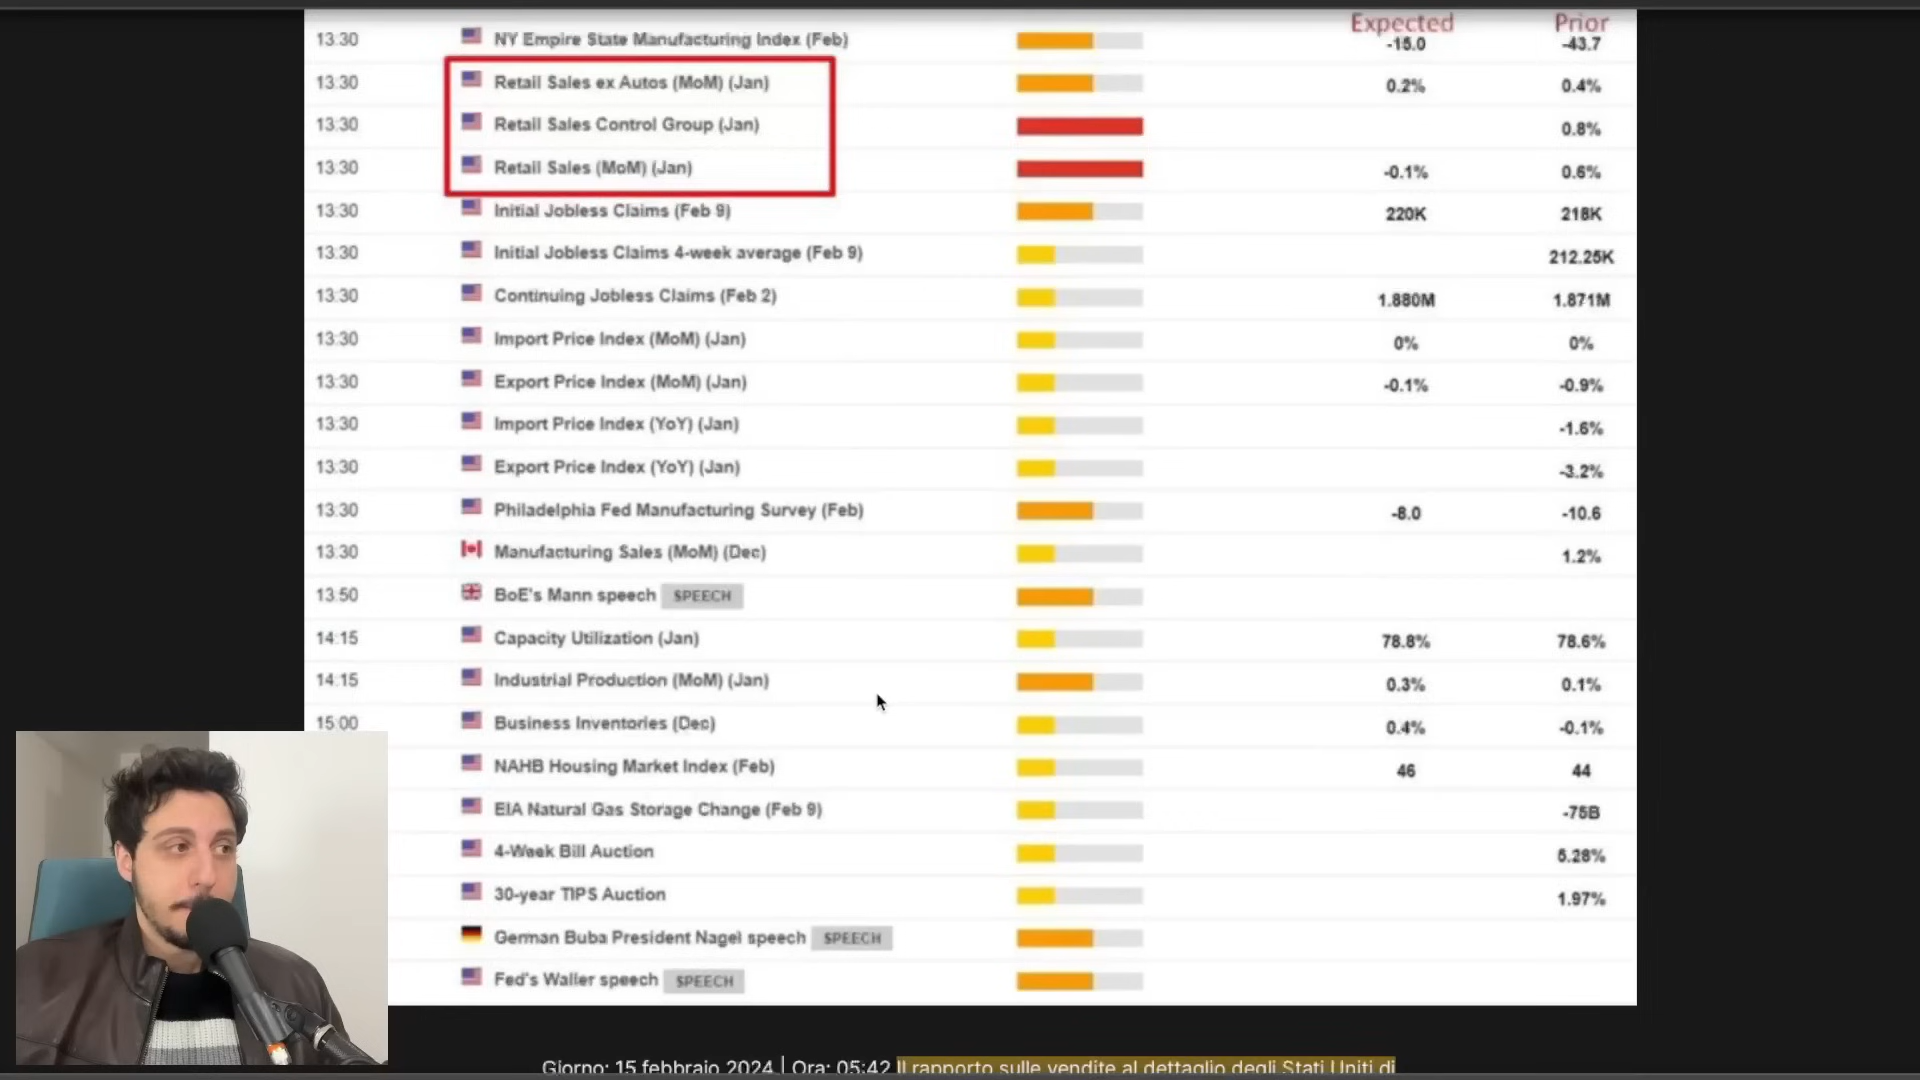 Expected Prior
13:30 NY Empire State Manufacturing Index (Feb) -15.0 -43.7
13:30 Retail Sales ex Autos (MoM) (Jan) 0.2% 0.4%
13:30 Retail Sales Control Group (Jan) 0.8%
13:30 Retail Sales (MoM) (Jan) -0.1% 0.6%
13:30 Initial Jobless Claims (Feb 9) 220K 218K
13:30 Initial Jobless Claims 4-week average (Feb 9) 212.25K
13:30 Continuing Jobless Claims (Feb 2) 1.880M 1.871M
13:30 Import Price Index (MoM) (Jan) 0% 0%
13:30 Export Price Index (MoM) (Jan) -0.1% -0.9%
13:30 Import Price Index (YoY) (Jan) -1.6%
13:30 Export Price Index (YoY) (Jan) -3.2%
13:30 Philadelphia Fed Manufacturing Survey (Feb) -8.0 -10.6
13:30 Manufacturing Sales (MoM) (Dec) 1.2%
13:50 BoE's Mann speech SPEECH
14:15 Capacity Utilization (Jan) 78.8% 78.6%
14:15 Industrial Production (MoM) (Jan) 0.3% 0.1%
15:00 Business Inventories (Dec) 0.4% -0.1%
NAHB Housing Market Index (Feb) 46 44
EIA Natural Gas Storage Change (Feb 9) -75B
4-Week Bill Auction 5.28%
30-year TIPS Auction 1.97%
German Buba President Nagel speech SPEECH
Fed's Waller speech SPEECH
Giorno: 15 febbraio 2024 | Ora: 05:42 Il rapporto sulle vendite al dettaglio degli Stati Uniti di